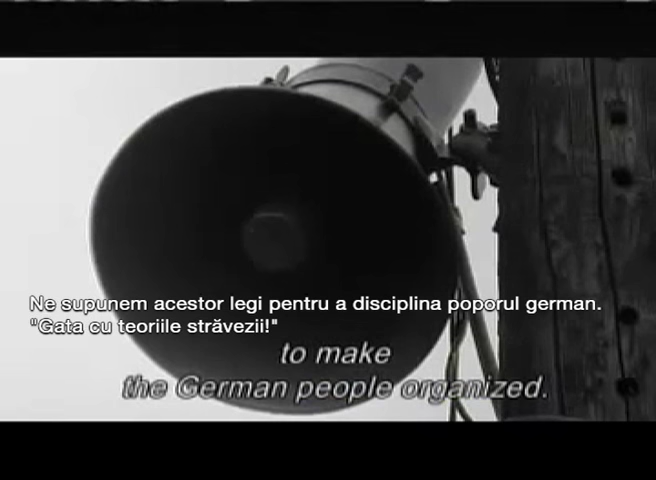 Ne supunem acestor legi pentru a disciplina poporul german.
"Gata cu teoriile străvezii!"
to make
the German people organized.